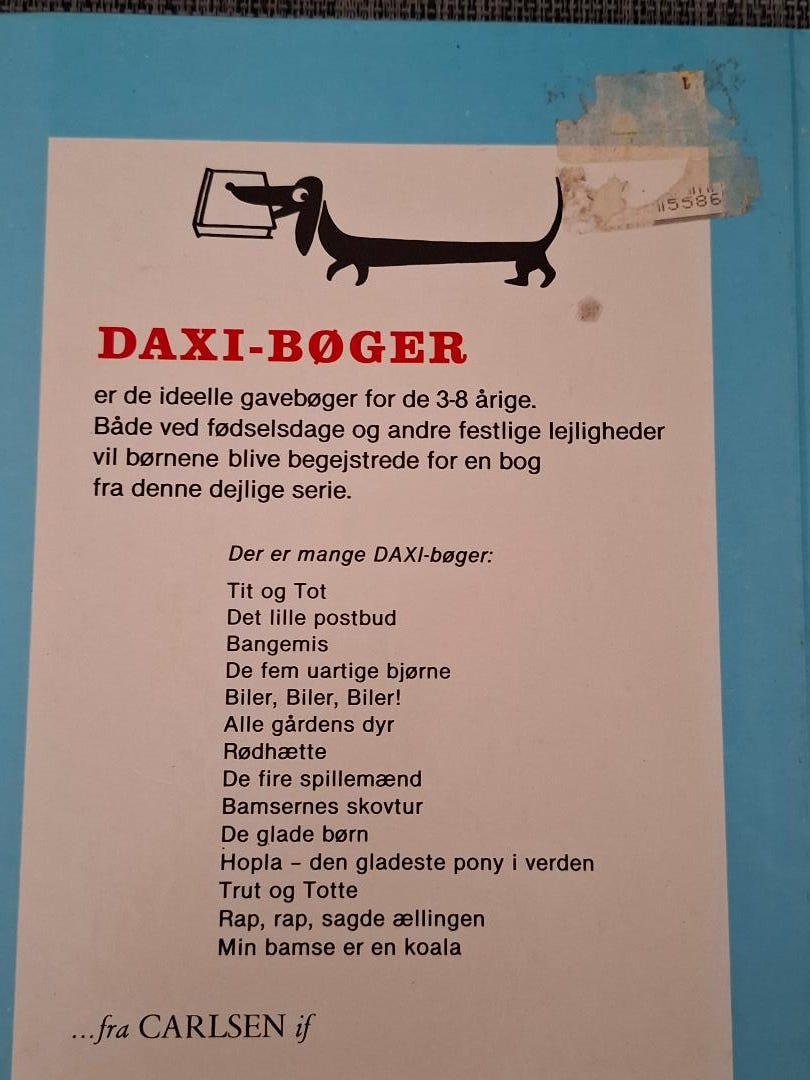 1
115586
DAXI-BØGER
er de ideelle gavebøger for de 3-8 årige.
Både ved fødselsdage og andre festlige lejligheder
vil børnene blive begejstrede for en bog
fra denne dejlige serie.
Der er mange DAXI-bøger:
Tit og Tot
Det lille postbud
Bangemis
De fem uartige bjørne
Biler, Biler, Biler!
Alle gårdens dyr
Rødhætte
De fire spillemænd
Bamsernes skovtur
De glade børn
Hopla – den gladeste pony i verden
Trut og Totte
Rap, rap, sagde ællingen
Min bamse er en koala
...fra CARLSEN if